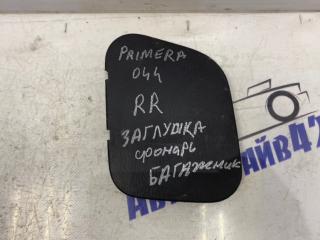 PRIMERA
044
RR
ЗАГЛУШКА
фонарь
БАГАЖНИК